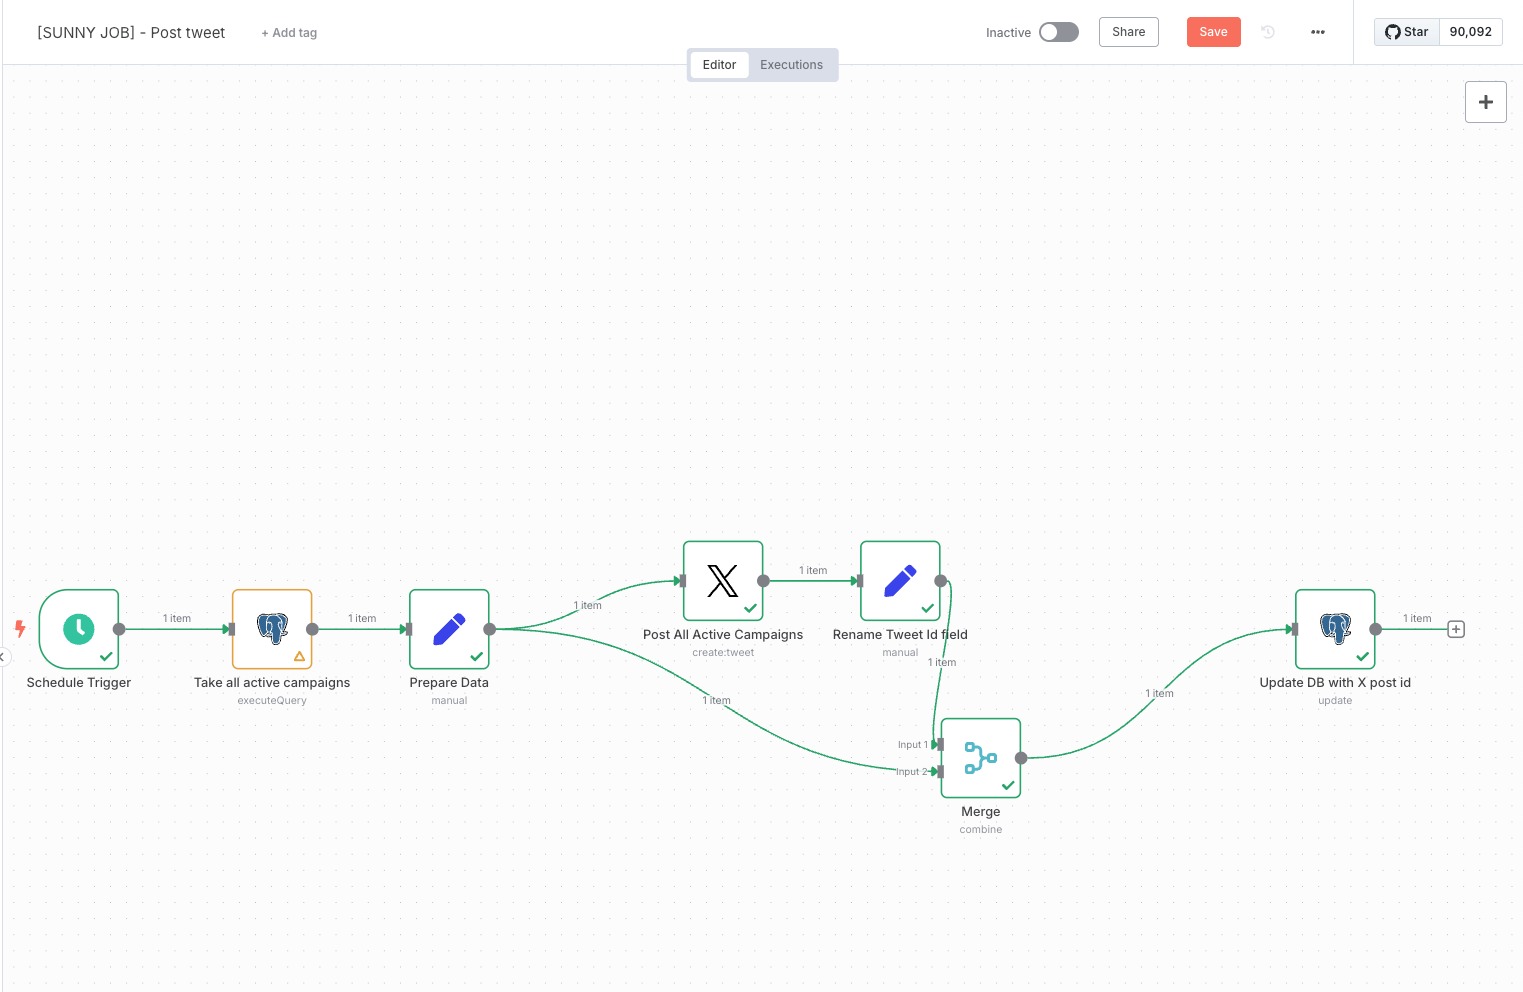 [SUNNY JOB] - Post tweet
+ Add tag
Inactive
Share
Save
Star
90,092
Editor
Executions
1 item
1 item
1 item
1 item
1 item
1 item
1 item
1 item
Schedule Trigger
Take all active campaigns
executeQuery
Prepare Data
manual
Post All Active Campaigns
create:tweet
Rename Tweet Id field
manual
Input 1
Input 2
Merge
combine
Update DB with X post id
update